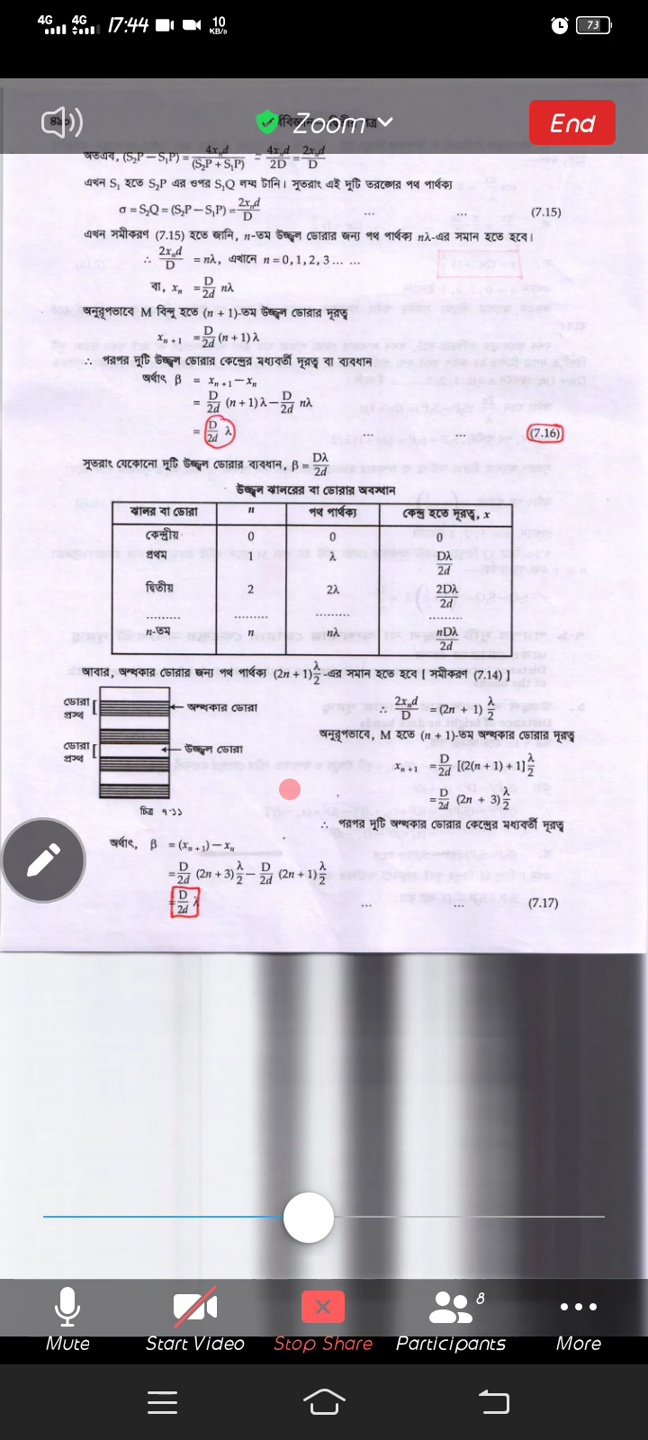 4G 4G 17:44 10 KB/s 73
Zoom
End
অতএব, (S₂P − S₁P) = 4xₙd/(S₂P + S₁P) = 4xₙd/2D = 2xₙd/D
এখন S₁ হতে S₂P এর ওপর S₁Q লম্ব টানি। সুতরাং এই দুটি তরঙ্গের পথ পার্থক্য
σ = S₂Q = (S₂P − S₁P) = 2xₙd/D ... ... (7.15)
এখন সমীকরণ (7.15) হতে জানি, n-তম উজ্জ্বল ডোরার জন্য পথ পার্থক্য nλ-এর সমান হতে হবে।
∴ 2xₙd/D = nλ, এখানে n = 0, 1, 2, 3 ... ...
বা, xₙ = D/2d nλ
অনুরূপভাবে M বিন্দু হতে (n + 1)-তম উজ্জ্বল ডোরার দূরত্ব
xₙ₊₁ = D/2d (n + 1) λ
∴ পরপর দুটি উজ্জ্বল ডোরার কেন্দ্রের মধ্যবর্তী দূরত্ব বা ব্যবধান
অর্থাৎ β = xₙ₊₁ − xₙ
= D/2d (n + 1) λ − D/2d nλ
= D/2d λ ... ... (7.16)
সুতরাং যেকোনো দুটি উজ্জ্বল ডোরার ব্যবধান, β = Dλ/2d
উজ্জ্বল ঝালরের বা ডোরার অবস্থান
ঝালর বা ডোরা n পথ পার্থক্য কেন্দ্র হতে দূরত্ব, x
কেন্দ্রীয় 0 0 0
প্রথম 1 λ Dλ/2d
দ্বিতীয় 2 2λ 2Dλ/2d
........ ........ ......... ........
n-তম n nλ nDλ/2d
আবার, অন্ধকার ডোরার জন্য পথ পার্থক্য (2n + 1) λ/2 -এর সমান হতে হবে। [ সমীকরণ (7.14) ]
ডোরা প্রস্থ
অন্ধকার ডোরা
ডোরা প্রস্থ
উজ্জ্বল ডোরা
চিত্র ৭'১১
∴ 2xₙd/D = (2n + 1) λ/2
অনুরূপভাবে, M হতে (n + 1)-তম অন্ধকার ডোরার দূরত্ব
xₙ₊₁ = D/2d [(2(n + 1) + 1] λ/2
= D/2d (2n + 3) λ/2
∴ পরপর দুটি অন্ধকার ডোরার কেন্দ্রের মধ্যবর্তী দূরত্ব
অর্থাৎ, β = (xₙ₊₁) − xₙ
= D/2d (2n + 3) λ/2 − D/2d (2n + 1) λ/2
= D/2d λ ... ... (7.17)
8
Mute Start Video Stop Share Participants More